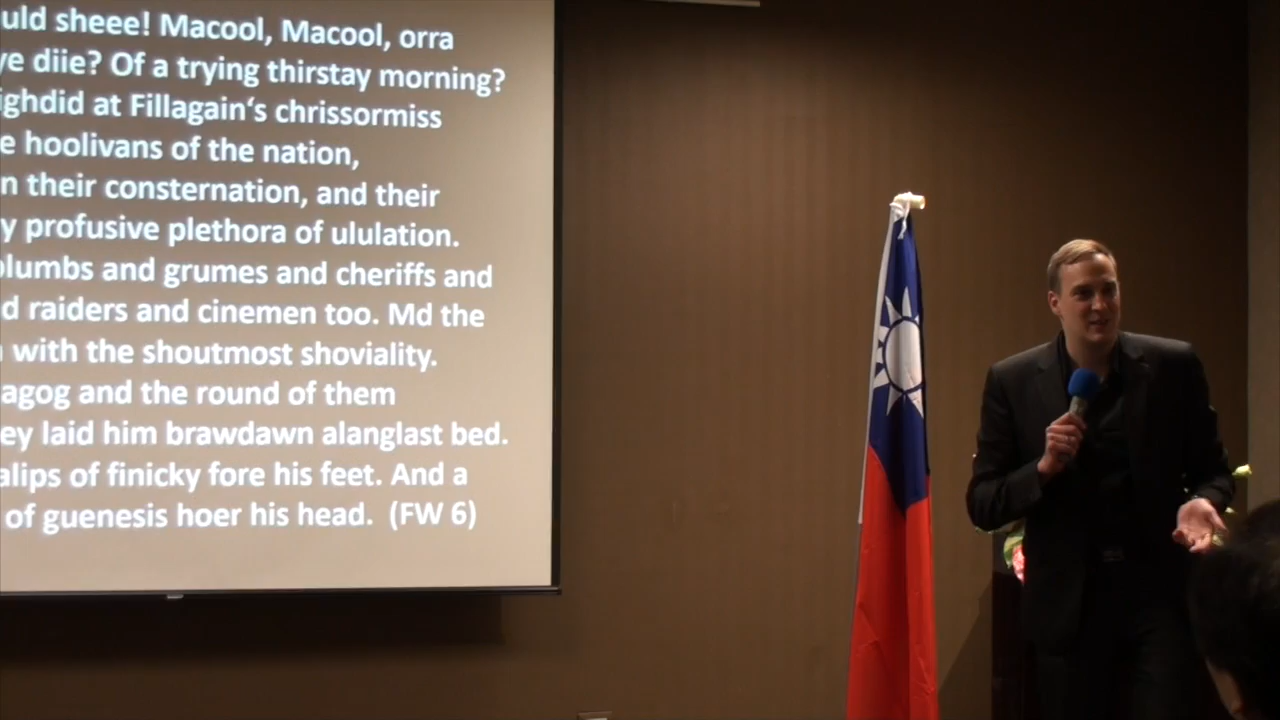 uld sheee! Macool, Macool, orra
ye diie? Of a trying thirstay morning?
ighdid at Fillagain‘s chrissormiss
e hoolivans of the nation,
n their consternation, and their
y profusive plethora of ululation.
lumbs and grumes and cheriffs and
d raiders and cinemen too. Md the
with the shoutmost shoviality.
agog and the round of them
ey laid him brawdawn alanglast bed.
alips of finicky fore his feet. And a
of guenesis hoer his head. (FW 6)